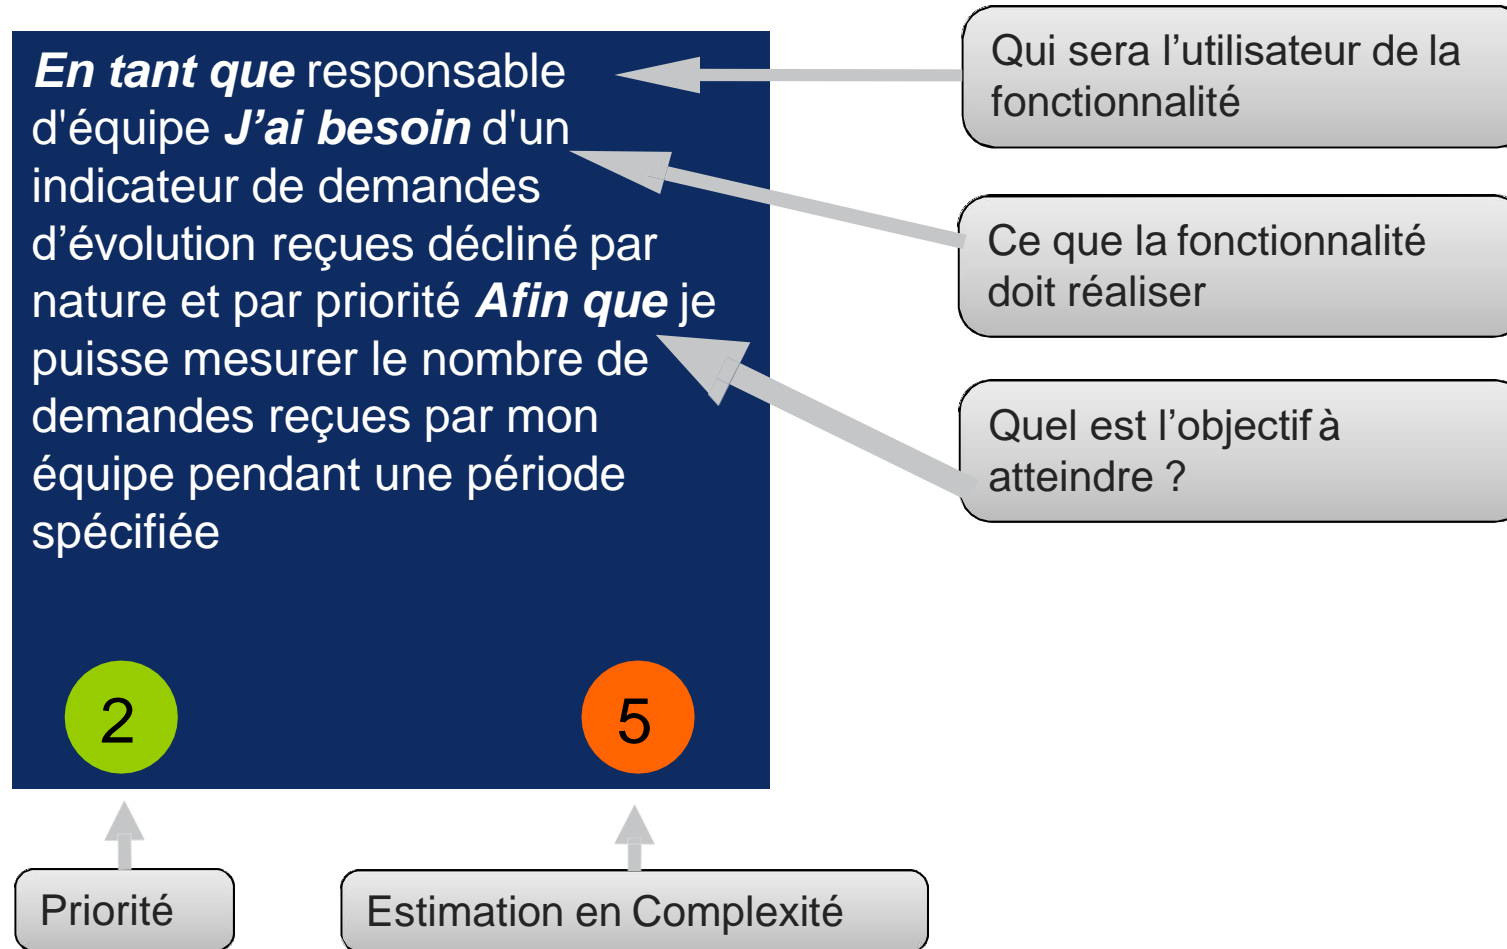 En tant que responsable
d'équipe J’ai besoin d'un
indicateur de demandes
d’évolution reçues décliné par
nature et par priorité Afin que je
puisse mesurer le nombre de
demandes reçues par mon
équipe pendant une période
spécifiée
Qui sera l’utilisateur de la
fonctionnalité
Ce que la fonctionnalité
doit réaliser
Quel est l’objectif à
atteindre ?
2
5
Priorité
Estimation en Complexité